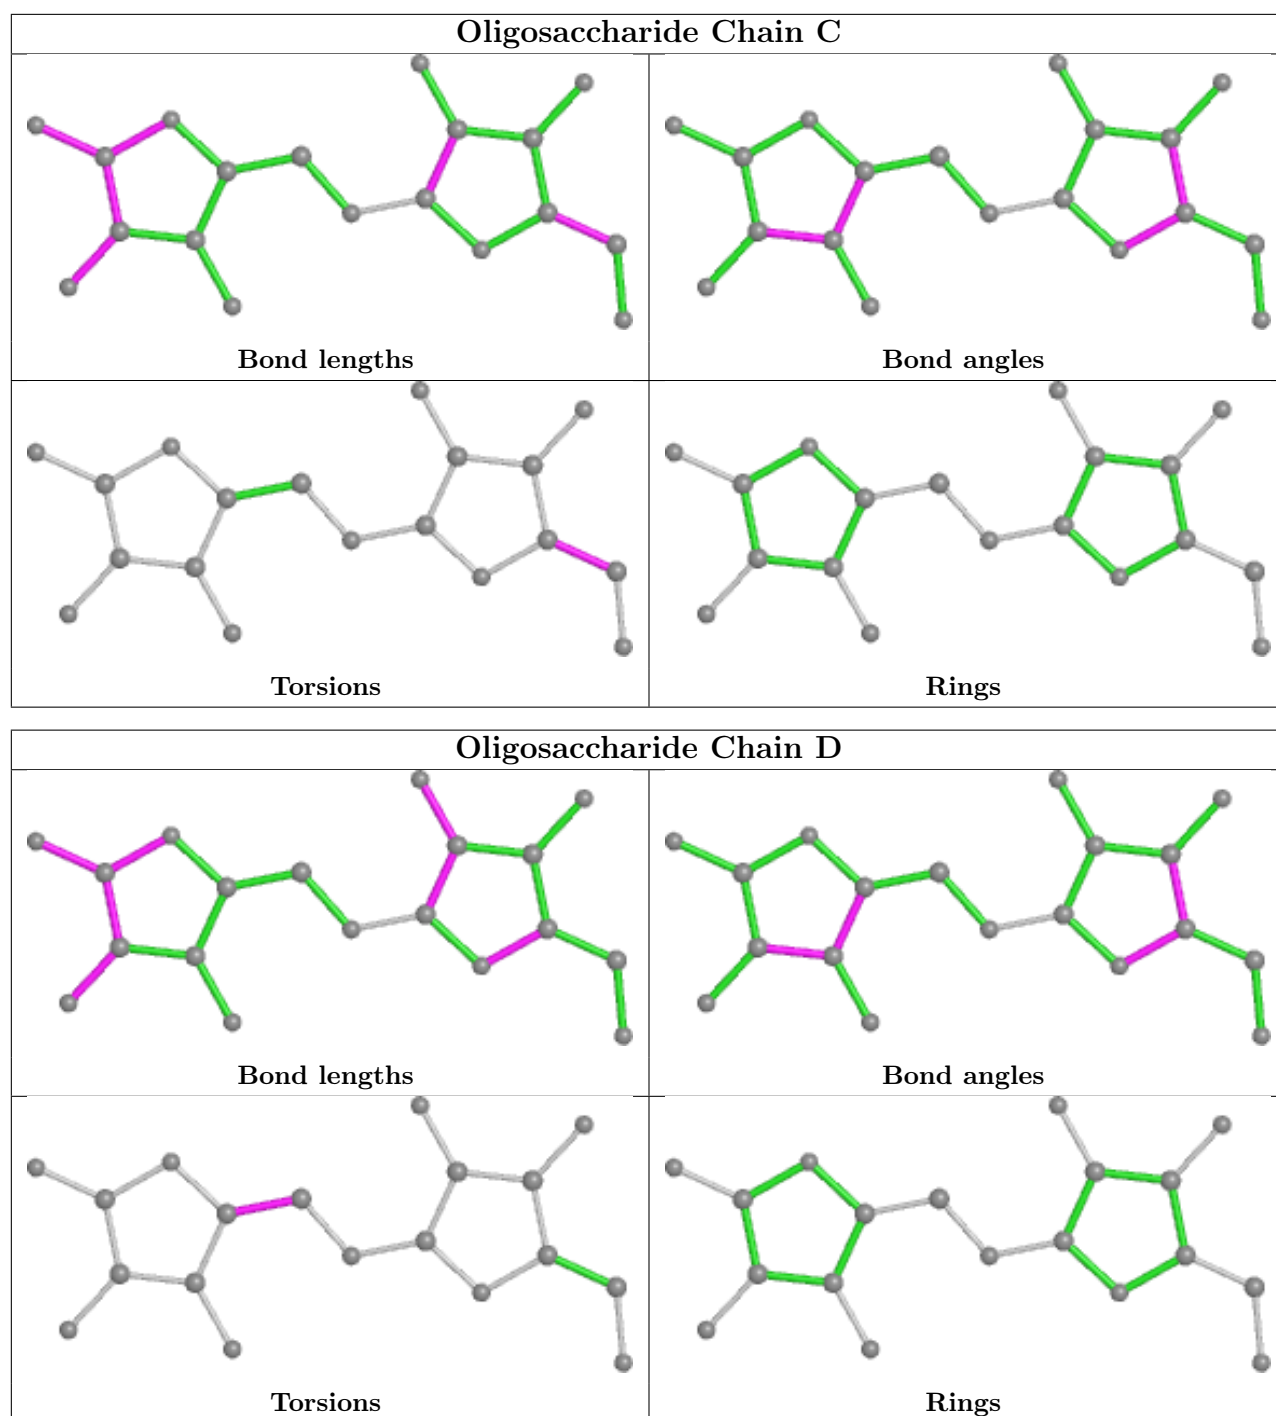 Oligosaccharide Chain C
Bond lengths
Bond angles
Torsions
Rings
Oligosaccharide Chain D
Bond lengths
Bond angles
Torsions
Rings